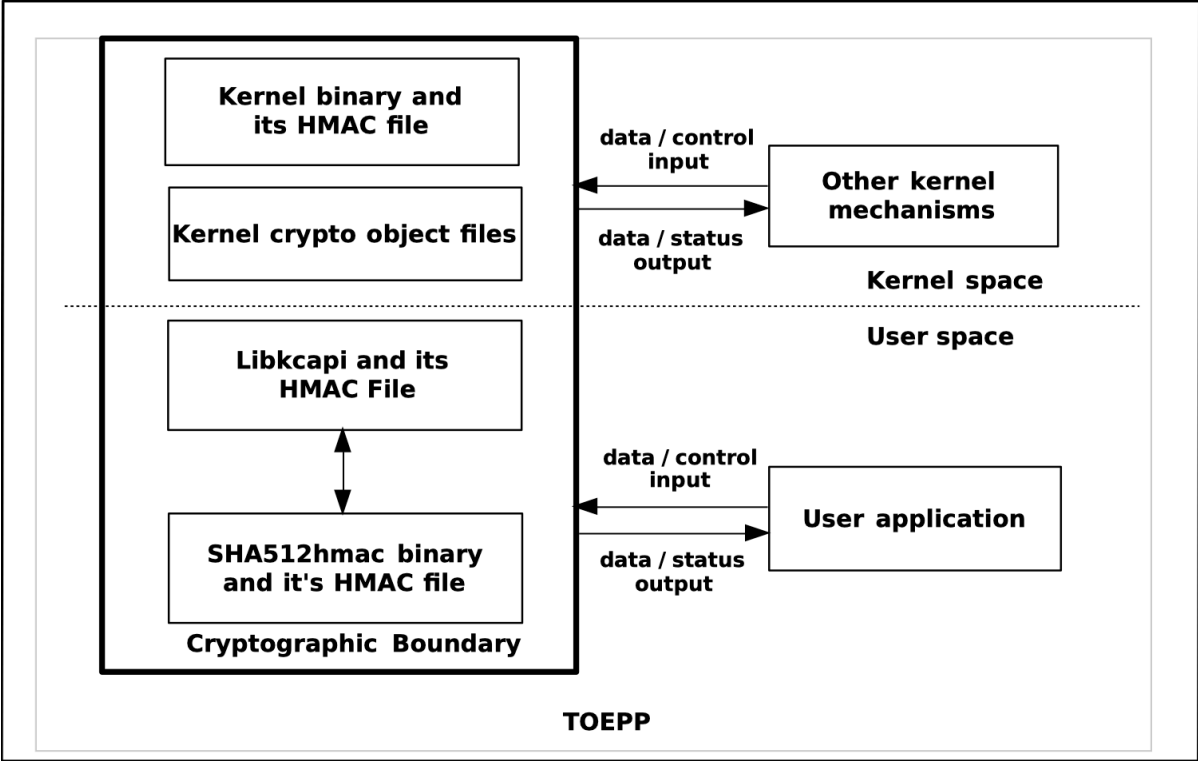 Kernel binary and
its HMAC file
Kernel crypto object files
data / control
input
data / status
output
Other kernel
mechanisms
Kernel space
User space
Libkcapi and its
HMAC File
SHA512hmac binary
and it's HMAC file
Cryptographic Boundary
data / control
input
data / status
output
User application
TOEPP